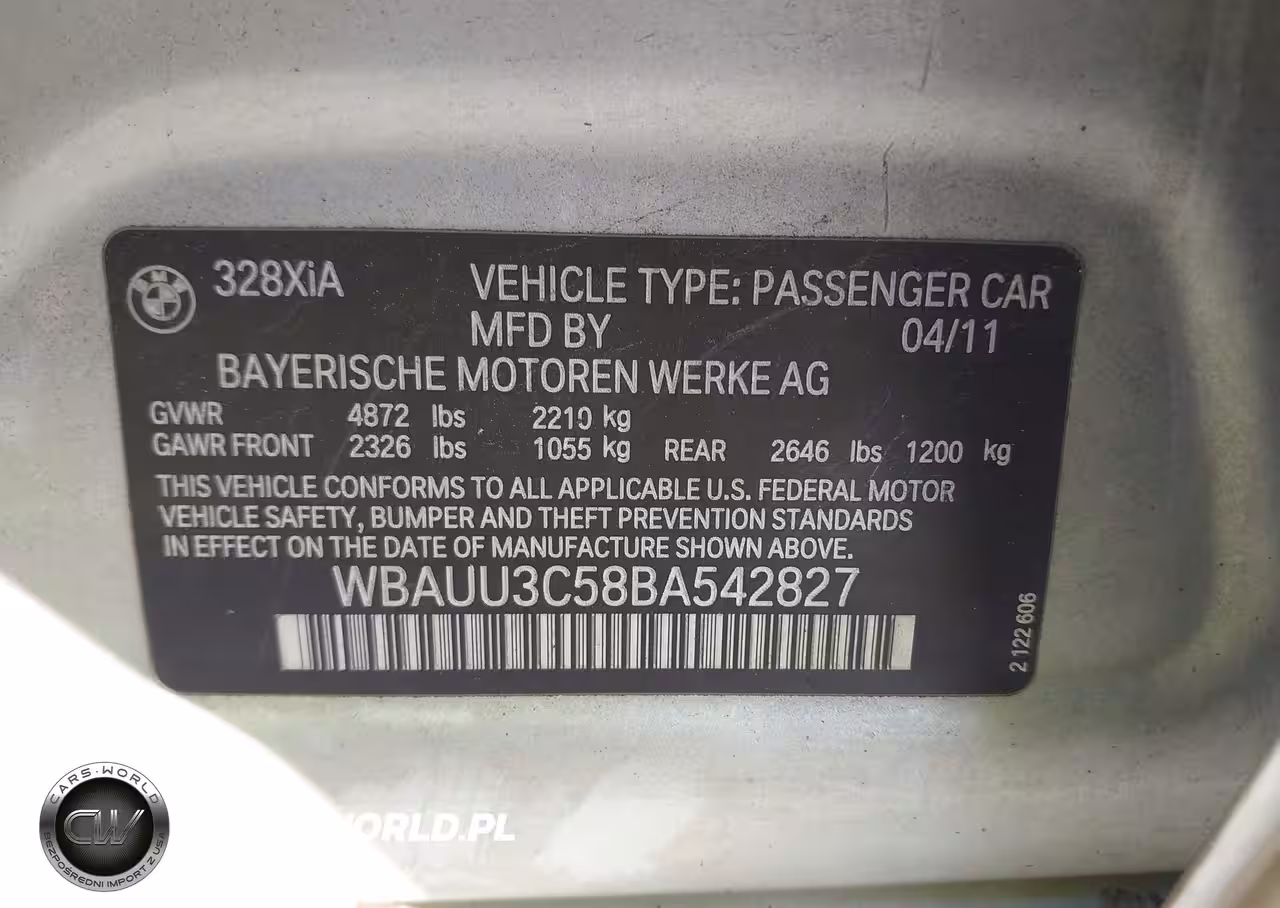 328XiA VEHICLE TYPE: PASSENGER CAR
MFD BY 04/11
BAYERISCHE MOTOREN WERKE AG
GVWR 4872 lbs 2210 kg
GAWR FRONT 2326 lbs 1055 kg REAR 2646 lbs 1200 kg
THIS VEHICLE CONFORMS TO ALL APPLICABLE U.S. FEDERAL MOTOR
VEHICLE SAFETY, BUMPER AND THEFT PREVENTION STANDARDS
IN EFFECT ON THE DATE OF MANUFACTURE SHOWN ABOVE.
WBAUU3C58BA542827
2 122 606
CARS-WORLD
CW
BEZPOŚREDNI IMPORT Z USA
ORLD.PL